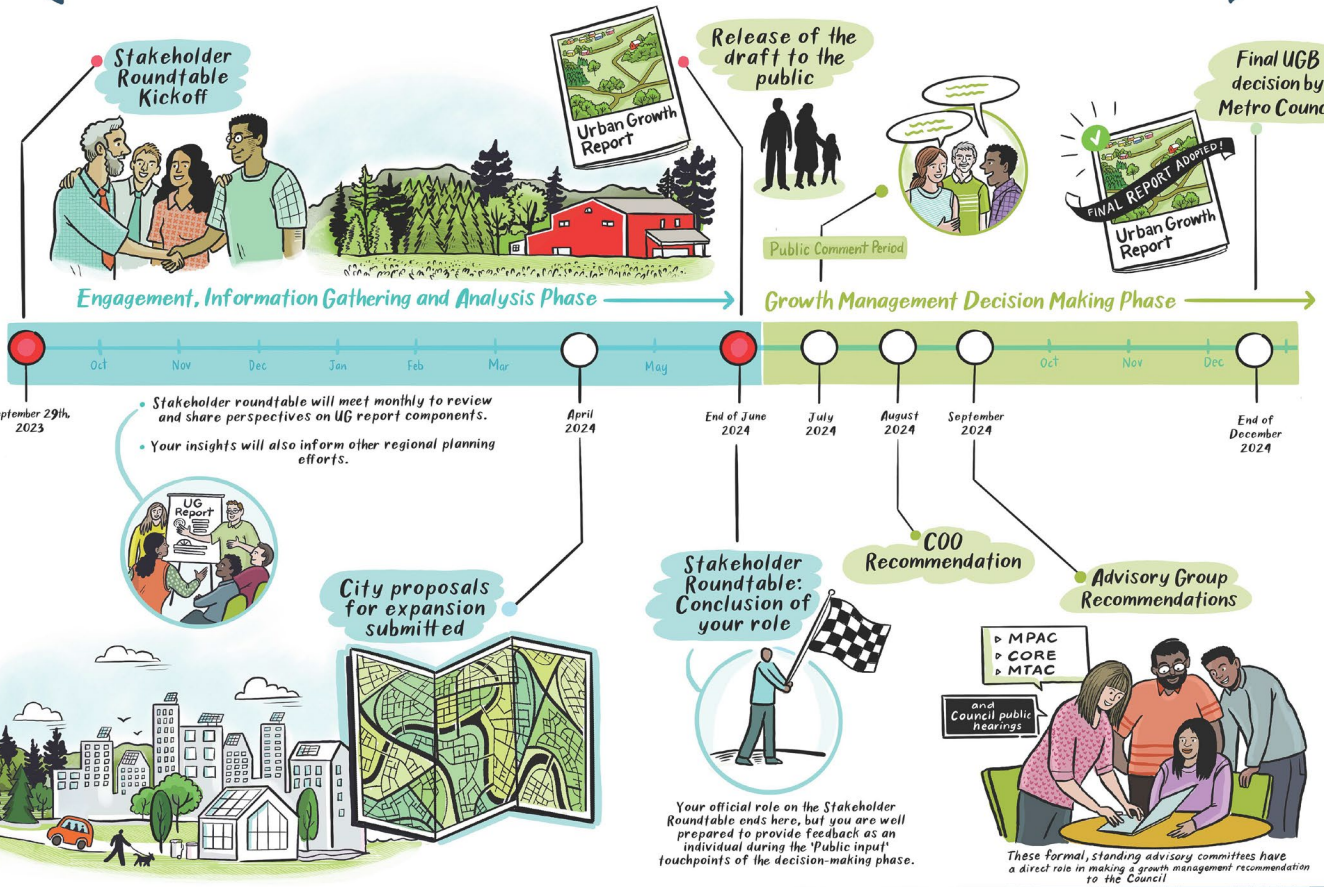 Stakeholder
Roundtable
Kickoff
Urban Growth
Report
Release of the
draft to the
public
Public Comment Period
FINAL REPORT ADOPTED!
Urban Growth
Report
Final UGB
decision by
Metro
Engagement, Information Gathering and Analysis Phase
Growth Management Decision Making Phase
Oct
Nov
Dec
Jan
Feb
Mar
May
Oct
Nov
Dec
29th,
2023
April
2024
End of June
2024
July
2024
August
2024
September
2024
End of
December
2024
• Stakeholder roundtable will meet monthly to review
and share perspectives on UG report components.
• Your insights will also inform other regional planning
efforts.
UG
Report
City proposals
for expansion
submitted
Stakeholder
Roundtable:
Conclusion of
your role
COO
Recommendation
Advisory Group
Recommendations
▷ MPAC
▷ CORE
▷ MTAC
and
Council public
hearings
Your official role on the Stakeholder
Roundtable ends here, but you are well
prepared to provide feedback as an
individual during the 'Public input'
touchpoints of the decision-making phase.
These formal, standing advisory committees have
a direct role in making a growth management recommendation
to the Council